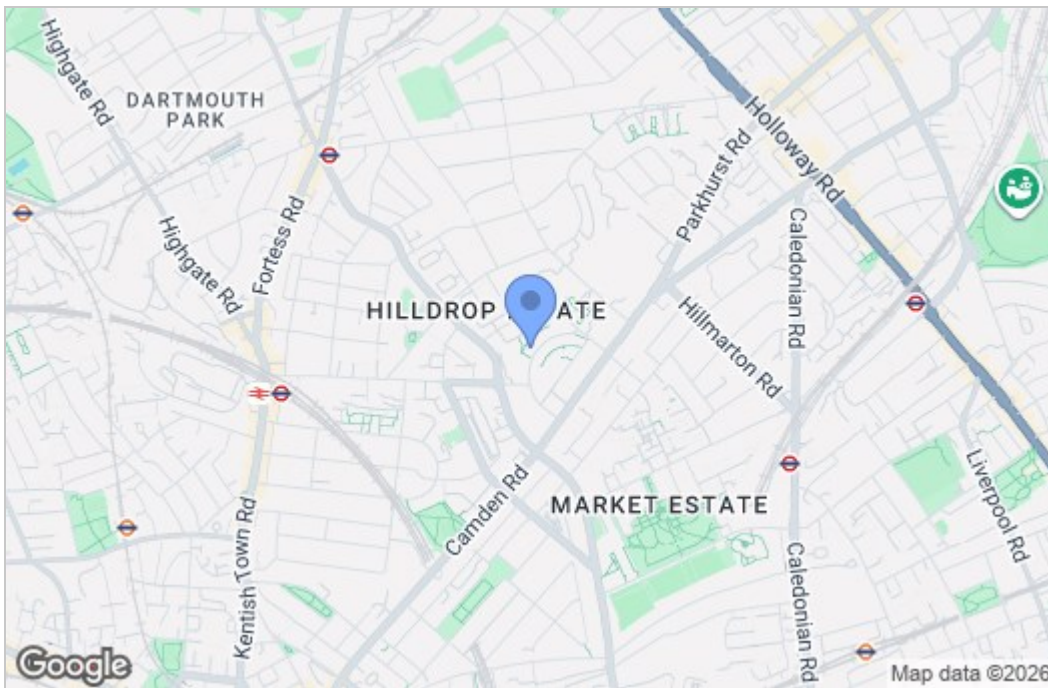 Highgate Rd
DARTMOUTH
PARK
Holloway Rd
Parkhurst Rd
Fortess Rd
Highgate Rd
Caledonian Rd
HILLDROP ATE
Hillmarton Rd
Camden Rd
MARKET ESTATE
Liverpool Rd
Kentish Town Rd
Caledonian Rd
Google
Map data ©2026